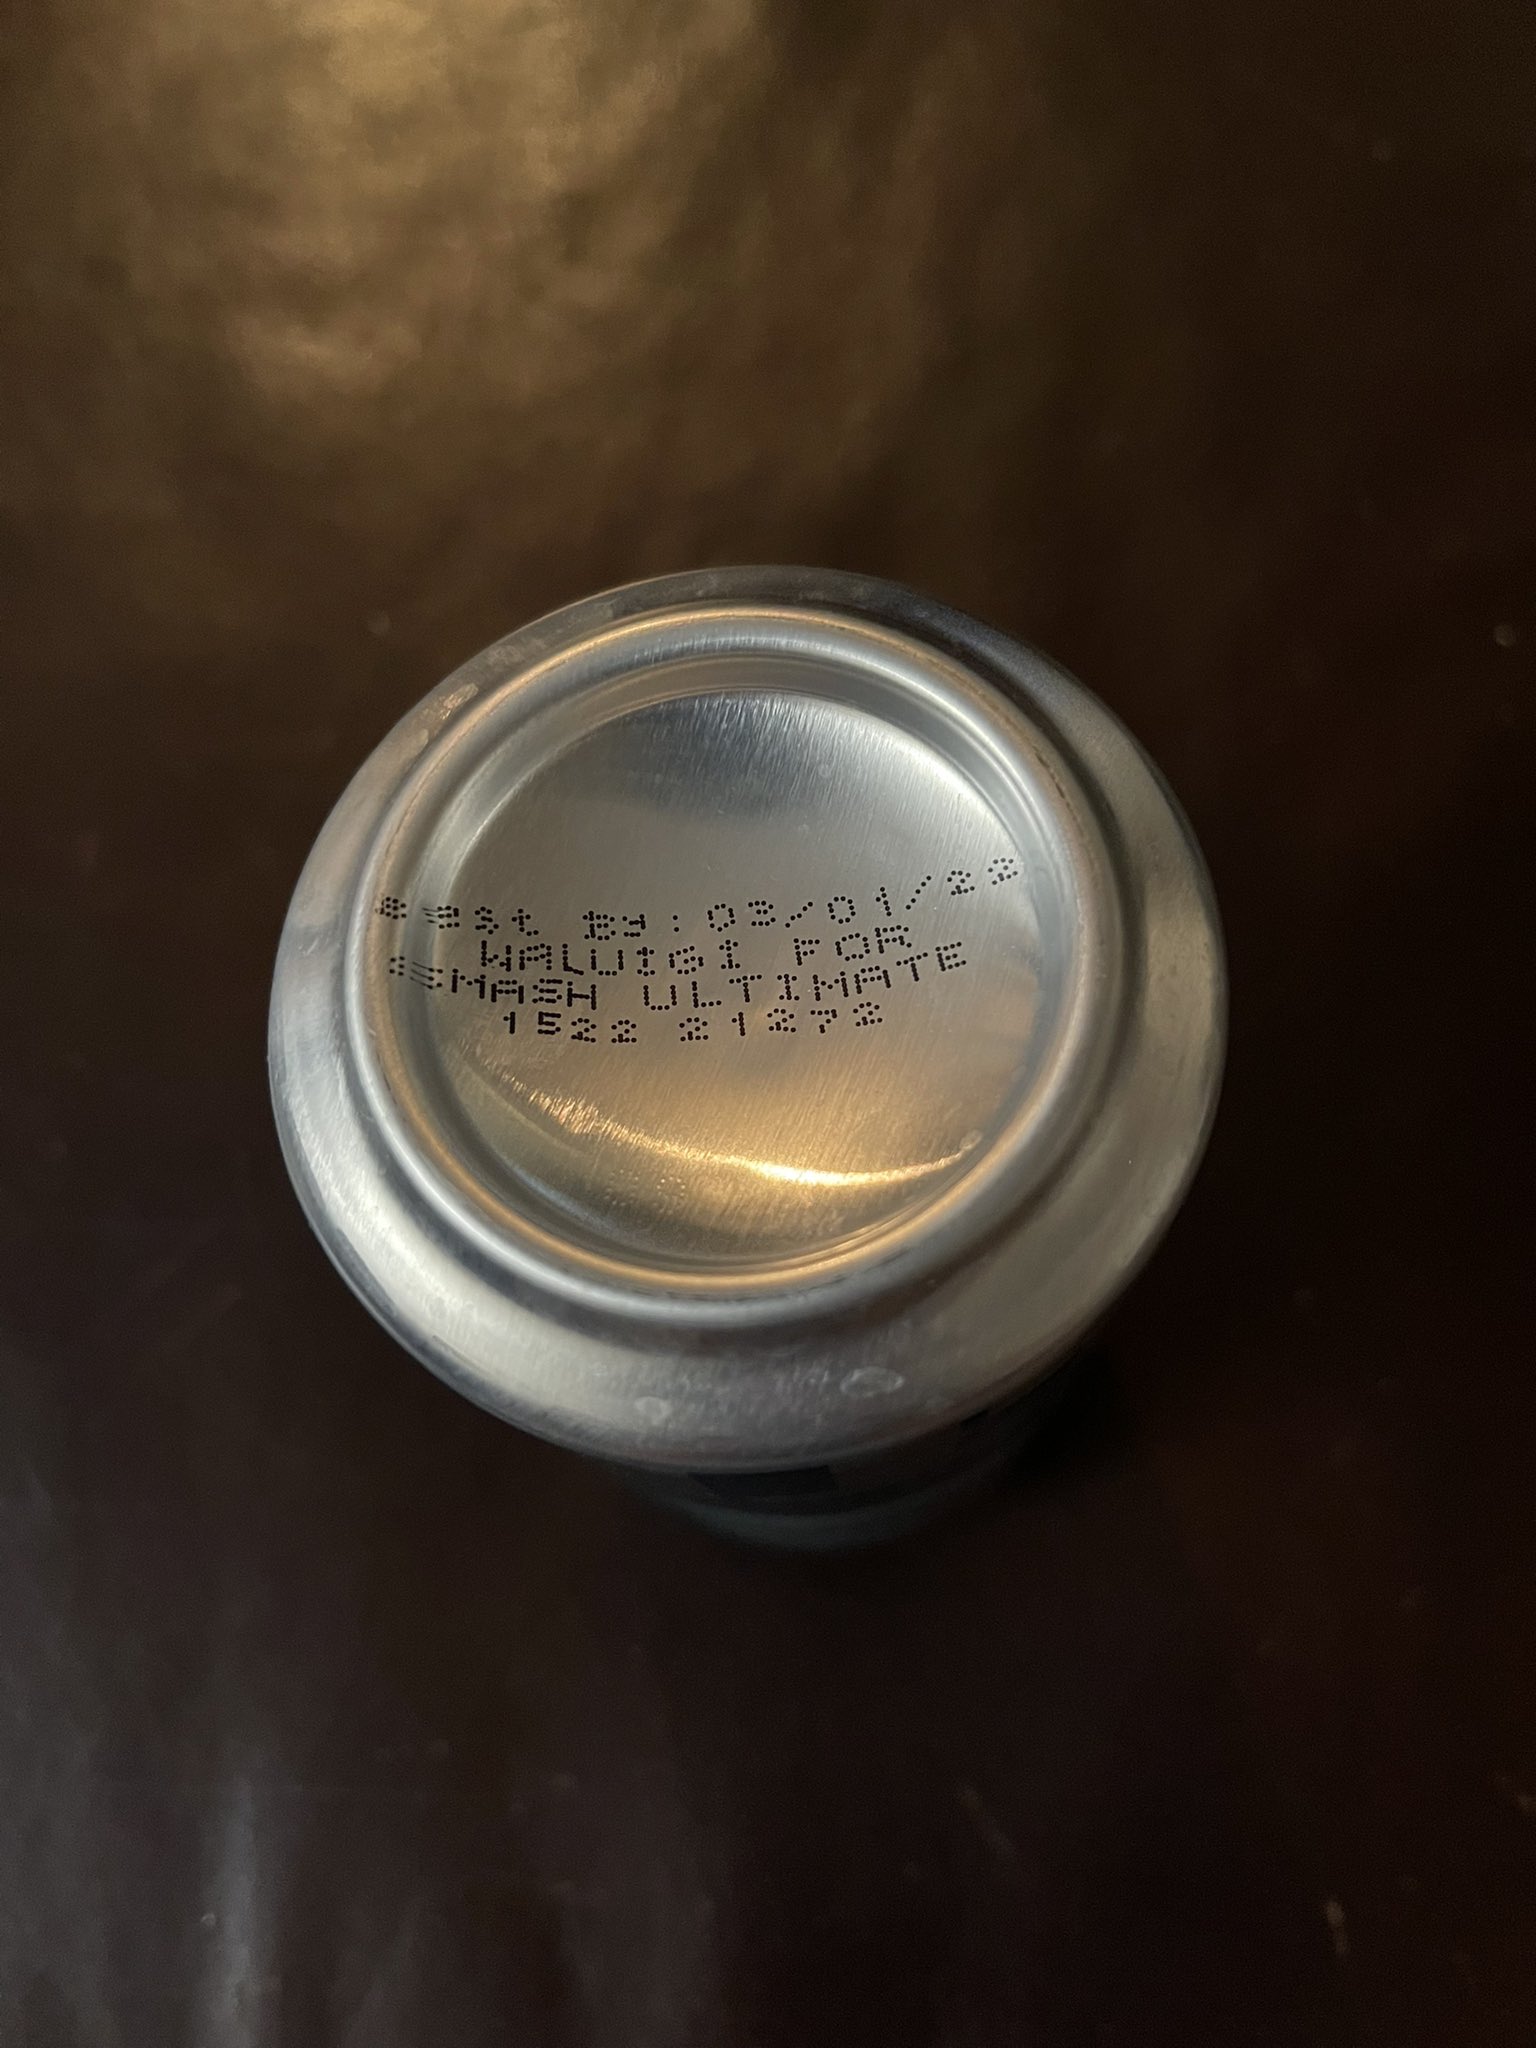 Best By:03/01/22
WALUIGI FOR
SMASH ULTIMATE
1522 21272